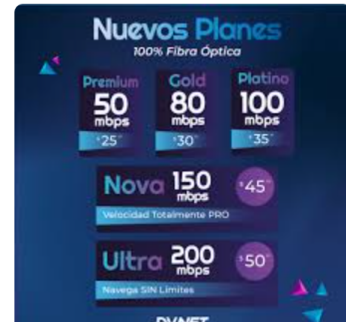 Nuevos Planes
100% Fibra Óptica
Premium
50
mbps
$25
Gold
80
mbps
$30
Platino
100
mbps
$35
Nova 150
mbps
$45
Velocidad Totalmente PRO
Ultra 200
mbps
$50
Navega SIN Límites